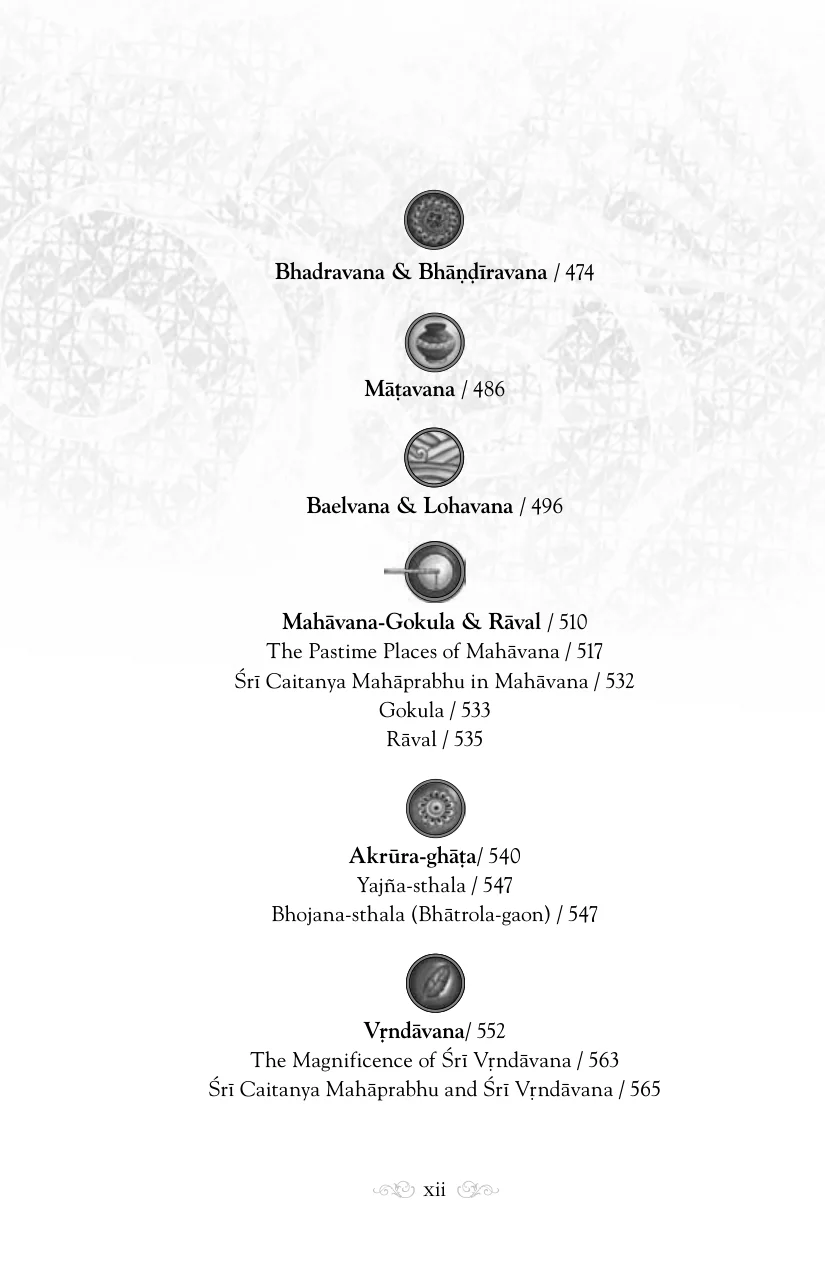 Bhadravana & Bhāṇḍīravana / 474
Māṭavana / 486
Baelvana & Lohavana / 496
Mahāvana-Gokula & Rāval / 510
The Pastime Places of Mahāvana / 517
Śrī Caitanya Mahāprabhu in Mahāvana / 532
Gokula / 533
Rāval / 535
Akrūra-ghāṭa/ 540
Yajña-sthala / 547
Bhojana-sthala (Bhātrola-gaon) / 547
Vṛndāvana/ 552
The Magnificence of Śrī Vṛndāvana / 563
Śrī Caitanya Mahāprabhu and Śrī Vṛndāvana / 565
xii